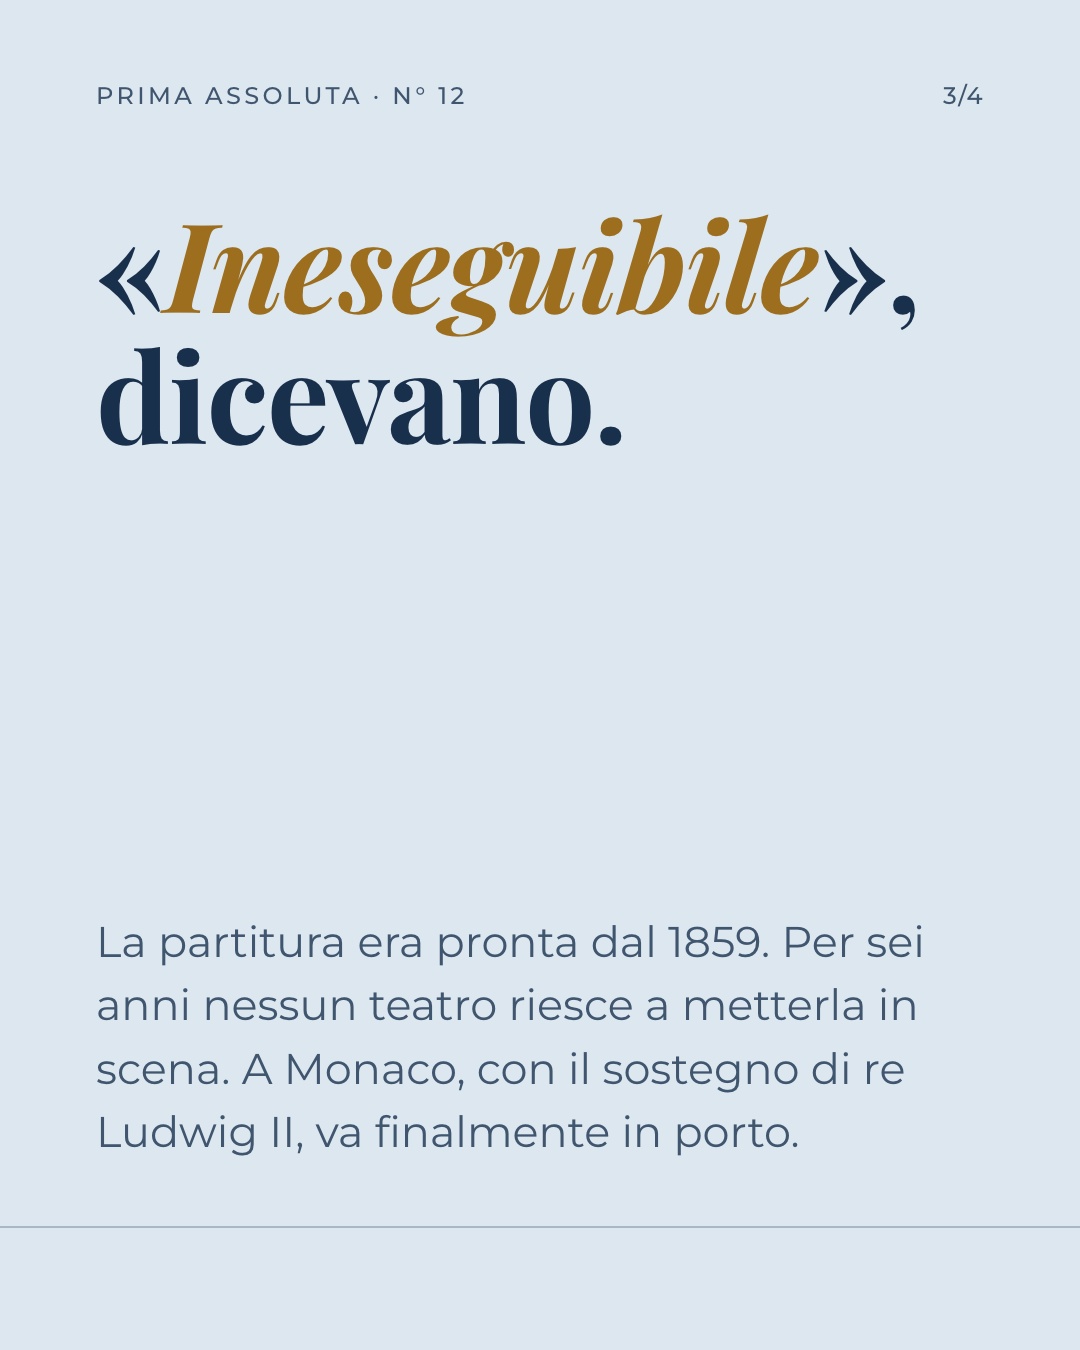 PRIMA ASSOLUTA · N° 12
3/4
«Ineseguibile»,
dicevano.
La partitura era pronta dal 1859. Per sei
anni nessun teatro riesce a metterla in
scena. A Monaco, con il sostegno di re
Ludwig II, va finalmente in porto.